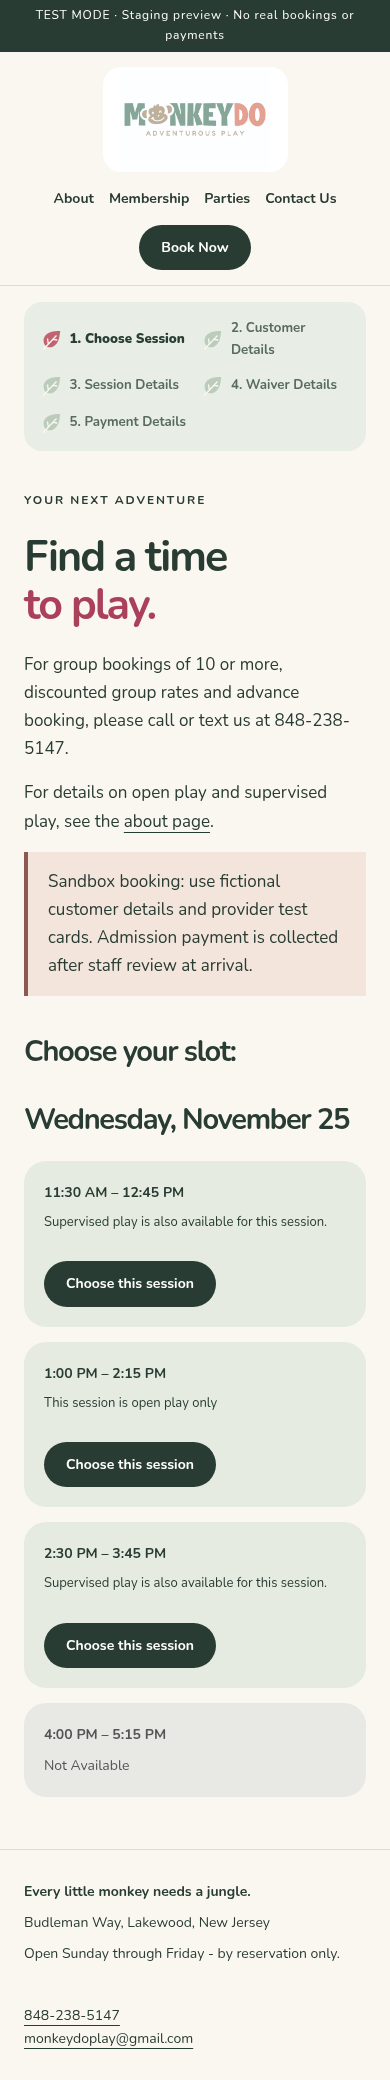 TEST MODE · Staging preview · No real bookings or
payments
MONKEYDO
ADVENTUROUS PLAY
About Membership Parties Contact Us
Book Now
1. Choose Session
2. Customer
Details
3. Session Details
4. Waiver Details
5. Payment Details
YOUR NEXT ADVENTURE
Find a time
to play.
For group bookings of 10 or more,
discounted group rates and advance
booking, please call or text us at 848-238-
5147.
For details on open play and supervised
play, see the about page.
Sandbox booking: use fictional
customer details and provider test
cards. Admission payment is collected
after staff review at arrival.
Choose your slot:
Wednesday, November 25
11:30 AM – 12:45 PM
Supervised play is also available for this session.
Choose this session
1:00 PM – 2:15 PM
This session is open play only
Choose this session
2:30 PM – 3:45 PM
Supervised play is also available for this session.
Choose this session
4:00 PM – 5:15 PM
Not Available
Every little monkey needs a jungle.
Budleman Way, Lakewood, New Jersey
Open Sunday through Friday - by reservation only.
848-238-5147
monkeydoplay@gmail.com